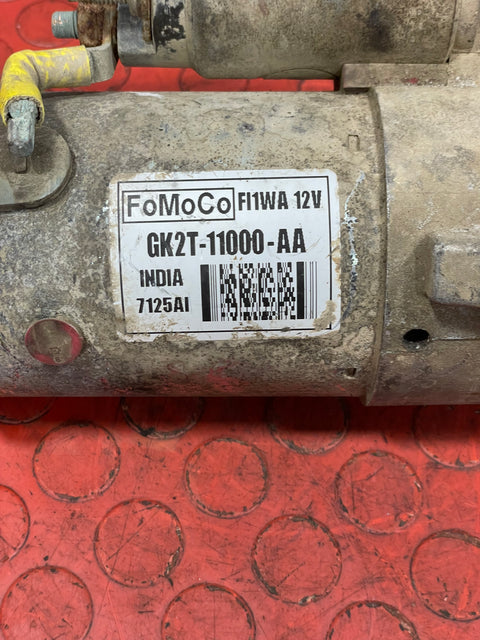 FoMoCo FI1WA 12V
GK2T-11000-AA
INDIA
7125AI